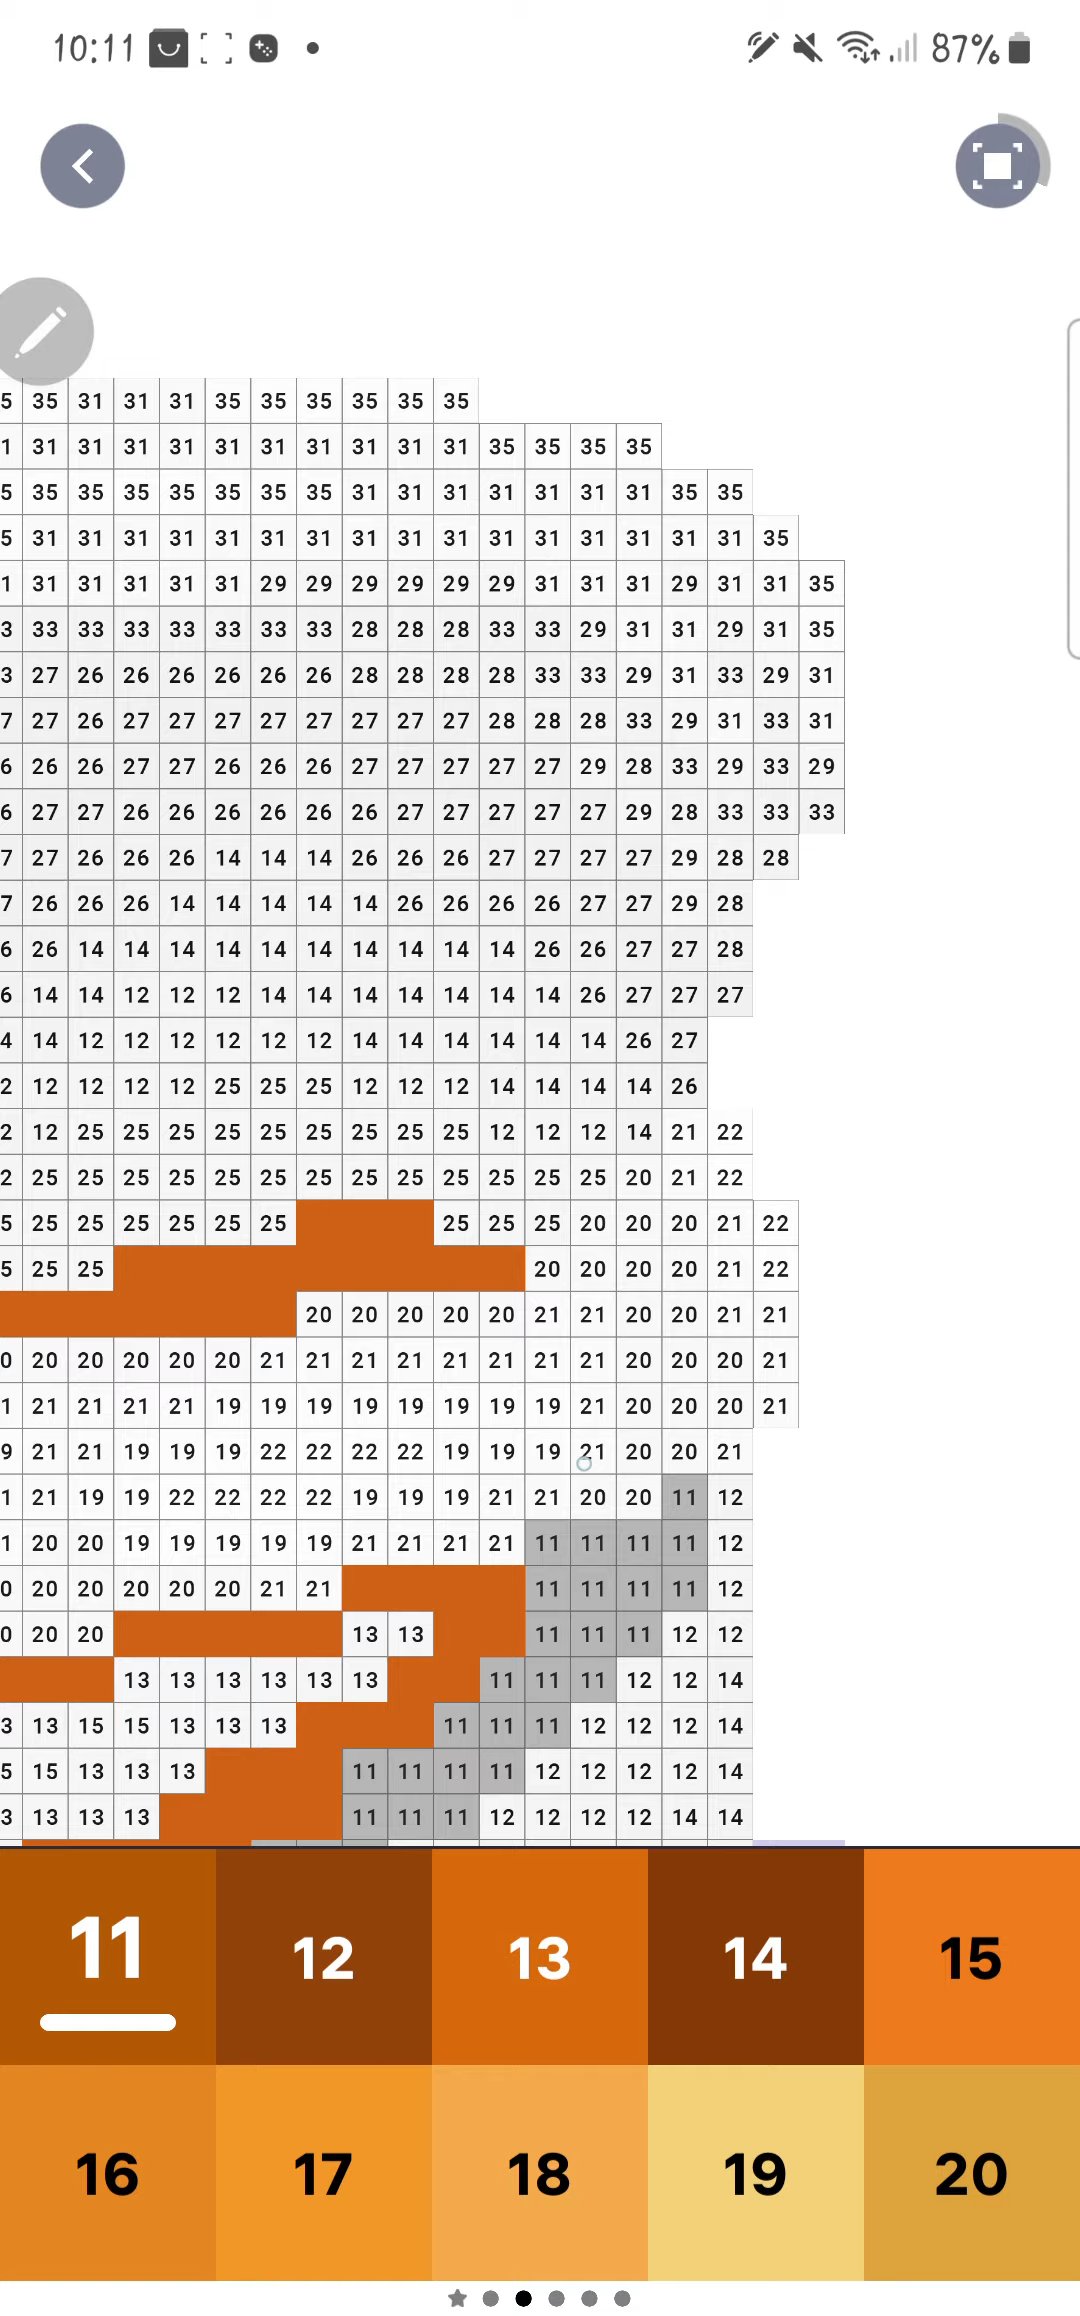 10:11 87%
5 35 31 31 31 35 35 35 35 35 35
1 31 31 31 31 31 31 31 31 31 31 35 35 35 35
5 35 35 35 35 35 35 35 31 31 31 31 31 31 31 35 35
5 31 31 31 31 31 31 31 31 31 31 31 31 31 31 31 31 35
1 31 31 31 31 31 29 29 29 29 29 29 31 31 31 29 31 31 35
3 33 33 33 33 33 33 33 28 28 28 33 33 29 31 31 29 31 35
3 27 26 26 26 26 26 26 28 28 28 28 33 33 29 31 33 29 31
7 27 26 27 27 27 27 27 27 27 27 28 28 28 33 29 31 33 31
6 26 26 27 27 26 26 26 27 27 27 27 27 29 28 33 29 33 29
6 27 27 26 26 26 26 26 26 27 27 27 27 27 29 28 33 33 33
7 27 26 26 26 14 14 14 26 26 26 27 27 27 27 29 28 28
7 26 26 26 14 14 14 14 14 26 26 26 26 27 27 29 28
6 26 14 14 14 14 14 14 14 14 14 14 26 26 27 27 28
6 14 14 12 12 12 14 14 14 14 14 14 14 26 27 27 27
4 14 12 12 12 12 12 12 14 14 14 14 14 14 26 27
2 12 12 12 12 25 25 25 12 12 12 14 14 14 14 26
2 12 25 25 25 25 25 25 25 25 25 12 12 12 14 21 22
2 25 25 25 25 25 25 25 25 25 25 25 25 25 20 21 22
5 25 25 25 25 25 25 25 25 25 20 20 20 21 22
5 25 25 20 20 20 20 21 22
20 20 20 20 20 21 21 20 20 21 21
0 20 20 20 20 20 21 21 21 21 21 21 21 21 20 20 20 21
1 21 21 21 21 19 19 19 19 19 19 19 19 21 20 20 20 21
9 21 21 19 19 19 22 22 22 22 19 19 19 21 20 20 21
1 21 19 19 22 22 22 22 19 19 19 21 21 20 20 11 12
1 20 20 19 19 19 19 19 21 21 21 21 11 11 11 11 12
0 20 20 20 20 20 21 21 11 11 11 11 12
0 20 20 13 13 11 11 11 12 12
13 13 13 13 13 13 11 11 11 12 12 14
3 13 15 15 13 13 13 11 11 11 12 12 12 14
5 15 13 13 13 11 11 11 11 12 12 12 12 14
3 13 13 13 11 11 11 12 12 12 12 14 14
11 12 13 14 15
16 17 18 19 20